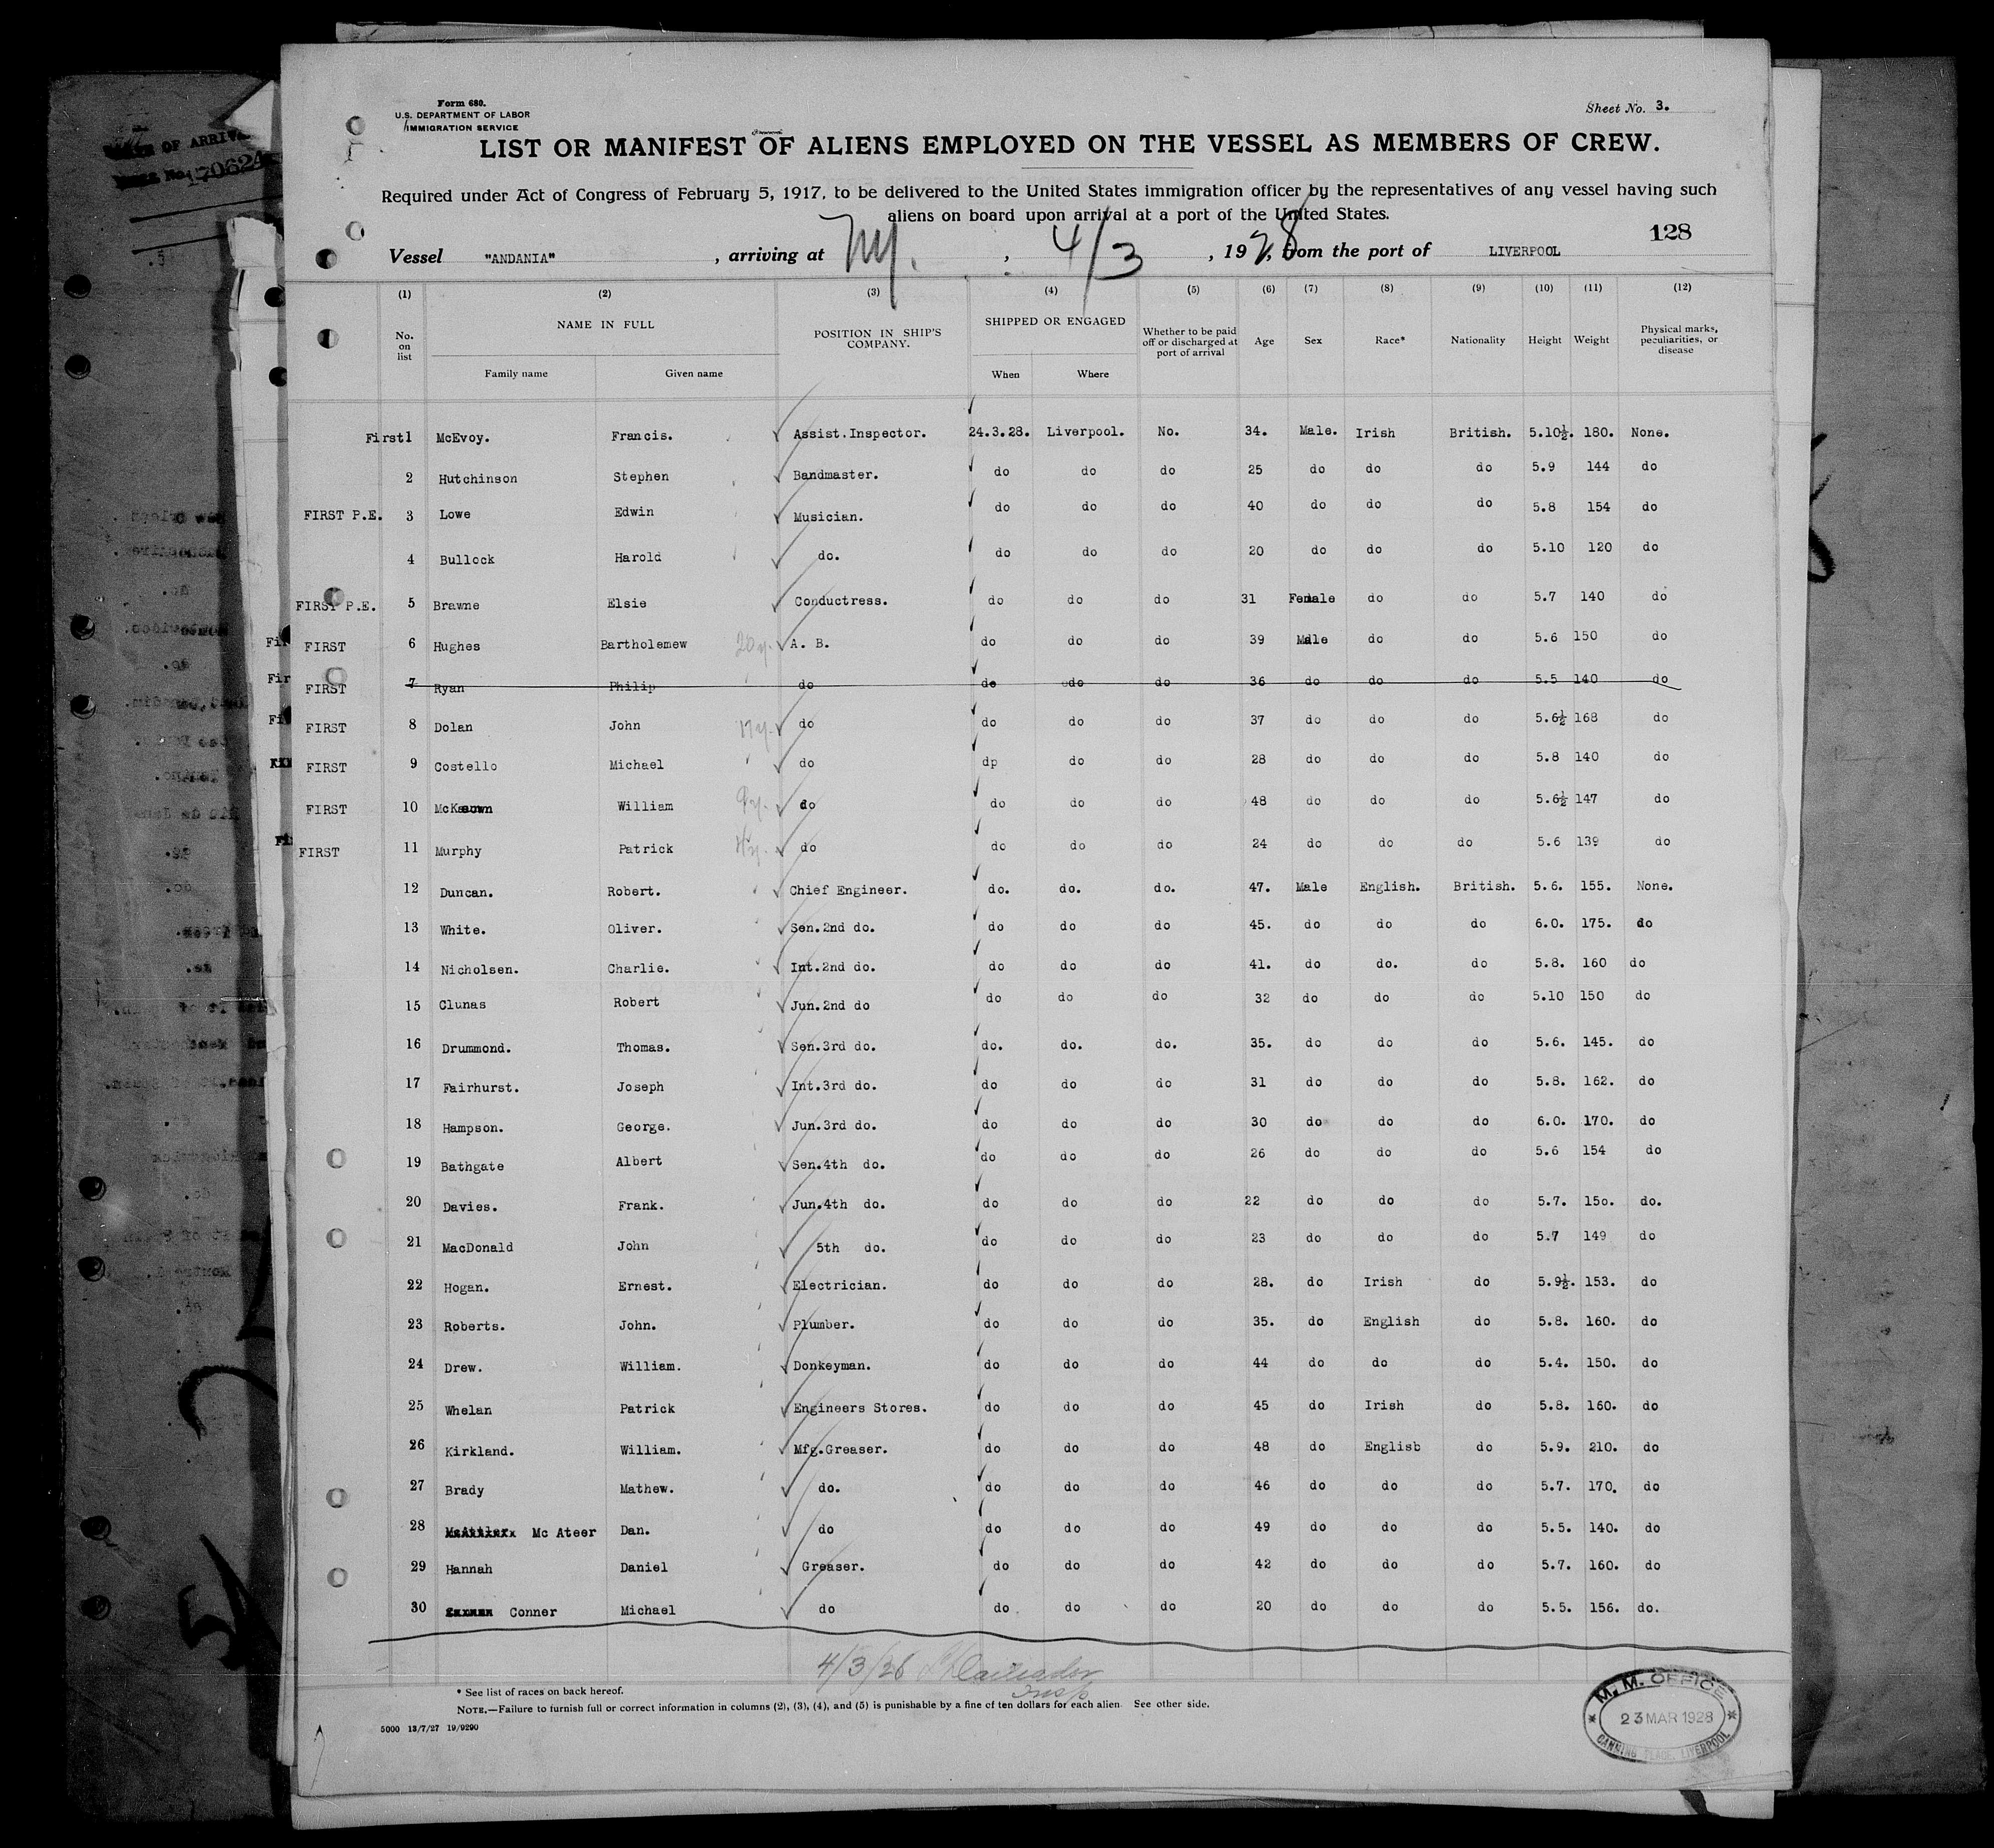 Form 680.
U.S. DEPARTMENT OF LABOR
IMMIGRATION SERVICE
Sheet No. 3.
LIST OR MANIFEST OF ALIENS EMPLOYED ON THE VESSEL AS MEMBERS OF CREW.
Required under Act of Congress of February 5, 1917, to be delivered to the United States immigration officer by the representatives of any vessel having such
aliens on board upon arrival at a port of the United States.
128
Vessel "ANDANIA" , arriving at NY. , 4/3 , 1928, from the port of LIVERPOOL
(1) (2) (3) (4) (5) (6) (7) (8) (9) (10) (11) (12)
No. on list NAME IN FULL Family name Given name POSITION IN SHIP'S COMPANY. SHIPPED OR ENGAGED When Where Whether to be paid off or discharged at port of arrival Age Sex Race* Nationality Height Weight Physical marks, peculiarities, or disease
First 1 McEvoy. Francis. Assist.Inspector. 24.3.28. Liverpool. No. 34. Male. Irish British. 5.10½. 180. None.
2 Hutchinson Stephen Bandmaster. do do do 25 do do do 5.9 144 do
FIRST P.E. 3 Lowe Edwin Musician. do do do 40 do do do 5.8 154 do
4 Bullock Harold do. do do do 20 do do do 5.10 120 do
FIRST P.E. 5 Brawne Elsie Conductress. do do do 31 Female do do 5.7 140 do
FIRST 6 Hughes Bartholemew 20y. A. B. do do do 39 Male do do 5.6 150 do
FIRST 7 Ryan Philip do do do do 36 do do do 5.5 140 do
FIRST 8 Dolan John 17y. do do do do 37 do do do 5.6½ 168 do
FIRST 9 Costello Michael do dp do do 28 do do do 5.8 140 do
FIRST 10 McKeown William 9y. do do do do 48 do do do 5.6½ 147 do
FIRST 11 Murphy Patrick do do do do 24 do do do 5.6 139 do
12 Duncan. Robert. Chief Engineer. do. do. do. 47. Male English. British. 5.6. 155. None.
13 White. Oliver. Sen.2nd do. do do do 45. do do do 6.0. 175. do
14 Nicholsen. Charlie. Int.2nd do. do do do 41. do do. do 5.8. 160 do
15 Clunas Robert Jun.2nd do do do do 32 do do do 5.10 150 do
16 Drummond. Thomas. Sen.3rd do. do. do. do. 35. do do do 5.6. 145. do
17 Fairhurst. Joseph Int.3rd do. do do do 31 do do do 5.8. 162. do
18 Hampson. George. Jun.3rd do. do do do 30 do do do 6.0. 170. do
19 Bathgate Albert Sen.4th do. do do do 26 do do do 5.6 154 do
20 Davies. Frank. Jun.4th do. do do do 22 do do do 5.7. 15o. do.
21 MacDonald John 5th do. do do do 23 do do do 5.7 149 do
22 Hogan. Ernest. Electrician. do do do 28. do Irish do 5.9½. 153. do
23 Roberts. John. Plumber. do do do 35. do English do 5.8. 160. do
24 Drew. William. Donkeyman. do do do 44 do do do 5.4. 150. do
25 Whelan Patrick Engineers Stores. do do do 45 do Irish do 5.8. 160. do
26 Kirkland. William. Mfg.Greaser. do do do 48 do Englisb do 5.9. 210. do
27 Brady Mathew. do. do do do 46 do do do 5.7. 170. do
28 Mc Ateer Dan. do do do do 49 do do do 5.5. 140. do
29 Hannah Daniel Greaser. do do do 42 do do do 5.7. 160. do
30 Conner Michael do do do do 20 do do do 5.5. 156. do.
4/3/28
Insp
* See list of races on back hereof.
NOTE.—Failure to furnish full or correct information in columns (2), (3), (4), and (5) is punishable by a fine of ten dollars for each alien. See other side.
5000 13/7/27 19/9290
M. M. OFFICE
23 MAR 1928
CANNING PLACE, LIVERPOOL